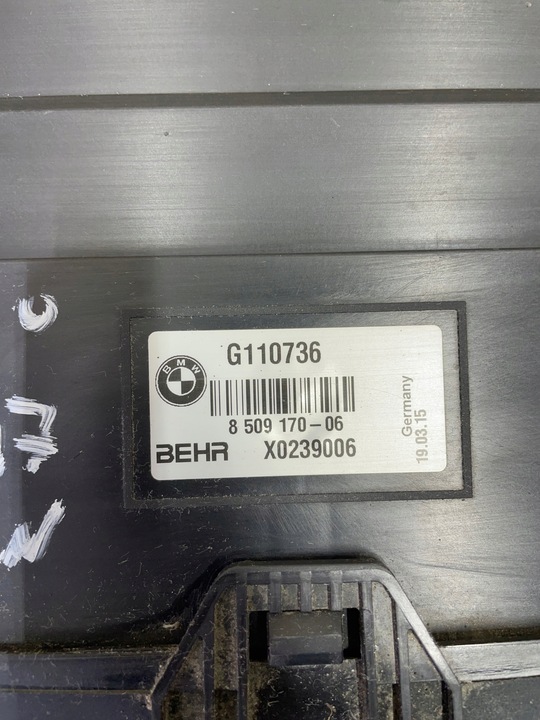 G110736
BMW
8 509 170-06
BEHR X0239006
Germany
19.03.15